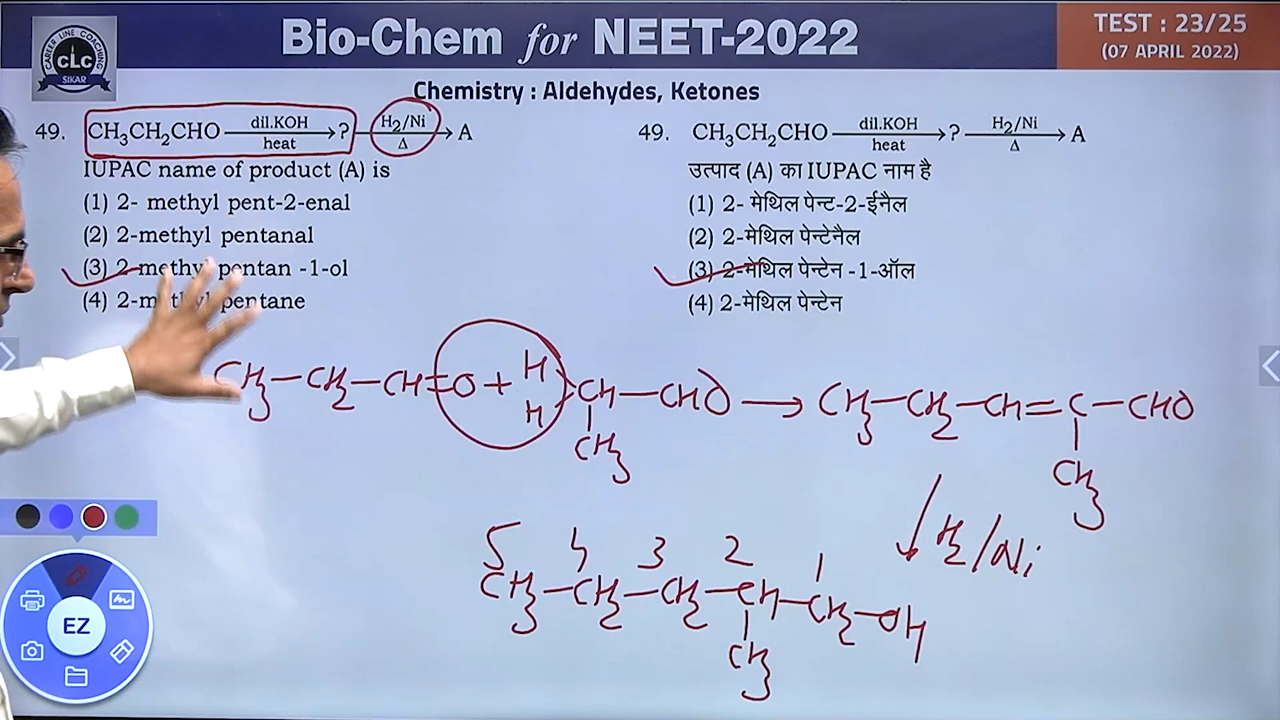 Bio-Chem for NEET-2022
TEST : 23/25
(07 APRIL 2022)
CAREER LINE COACHING
CLC
SIKAR
Chemistry : Aldehydes, Ketones
49. CH₃CH₂CHO dil.KOH heat → ? H₂/Ni Δ → A
IUPAC name of product (A) is
(1) 2- methyl pent-2-enal
(2) 2-methyl pentanal
(3) 2-methyl pentan -1-ol
(4) 2-methyl pentane
49. CH₃CH₂CHO dil.KOH heat → ? H₂/Ni Δ → A
उत्पाद (A) का IUPAC नाम है
(1) 2- मेथिल पेन्ट-2-ईनैल
(2) 2-मेथिल पेन्टेनैल
(3) 2-मेथिल पेन्टेन -1-ऑल
(4) 2-मेथिल पेन्टेन
CH₃—CH₂—CH=O + H H CH—CHO → CH₃—CH₂—CH=C—CHO
CH₃
CH₃
H₂/Ni
5 4 3 2 1
CH₃—CH₂—CH₂—CH—CH₂—OH
CH₃
EZ